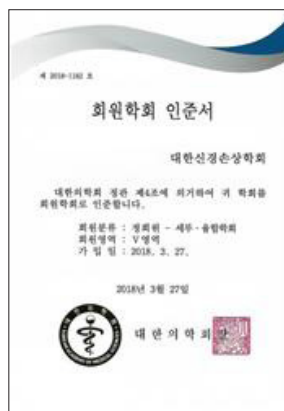 제 2018-1102 호
회원학회 인준서
대한신경손상학회
대한의학회 정관 제4조에 의거하여 귀 학회를
회원학회로 인준합니다.
회원분류 : 정회원 - 세부·융합학회
회원영역 : V영역
가 입 일 : 2018. 3. 27.
2018년 3월 27일
대 한 의 학 회